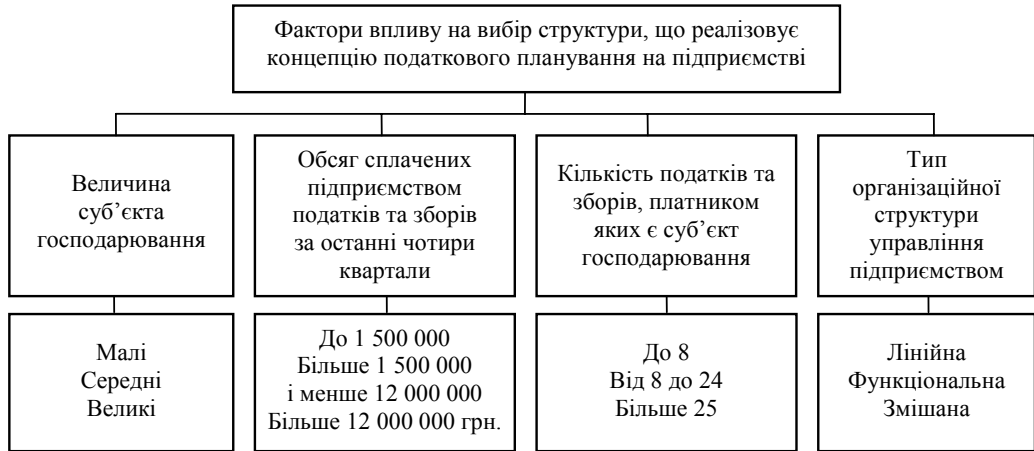 Фактори впливу на вибір структури, що реалізовує
концепцію податкового планування на підприємстві
Величина
суб’єкта
господарювання
Обсяг сплачених
підприємством
податків та зборів
за останні чотири
квартали
Кількість податків та
зборів, платником
яких є суб’єкт
господарювання
Тип
організаційної
структури
управління
підприємством
Малі
Середні
Великі
До 1 500 000
Більше 1 500 000
і менше 12 000 000
Більше 12 000 000 грн.
До 8
Від 8 до 24
Більше 25
Лінійна
Функціональна
Змішана